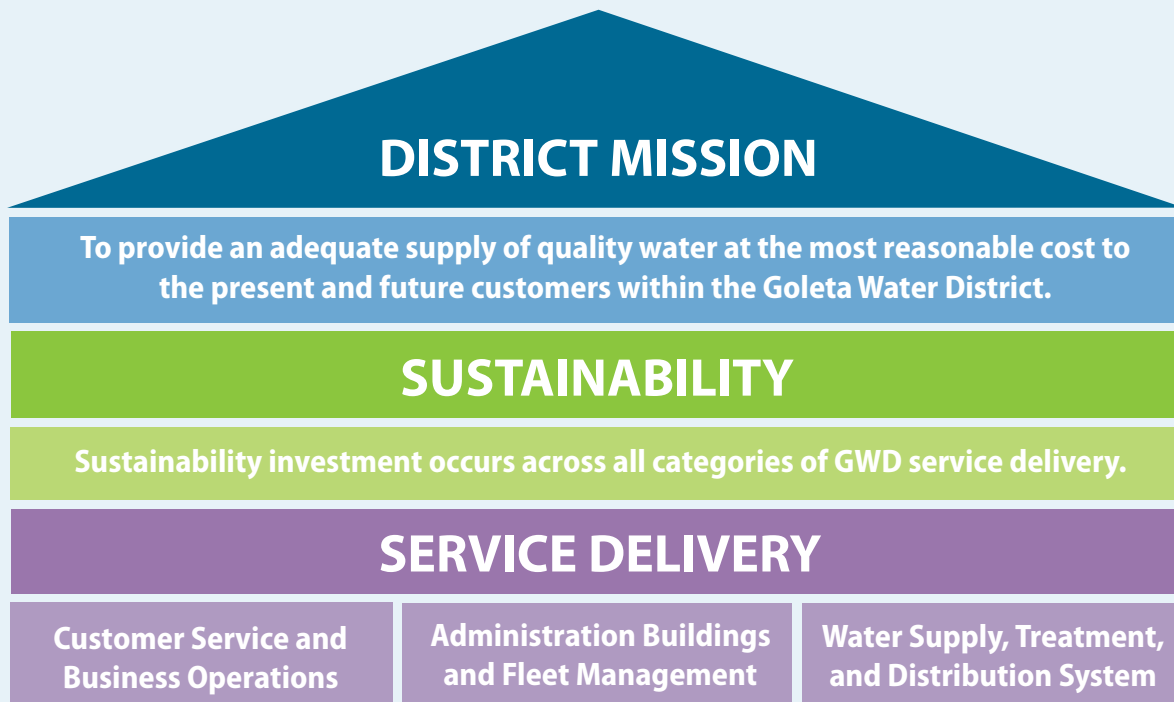 DISTRICT MISSION
To provide an adequate supply of quality water at the most reasonable cost to
the present and future customers within the Goleta Water District.
SUSTAINABILITY
Sustainability investment occurs across all categories of GWD service delivery.
SERVICE DELIVERY
Customer Service and
Business Operations
Administration Buildings
and Fleet Management
Water Supply, Treatment,
and Distribution System